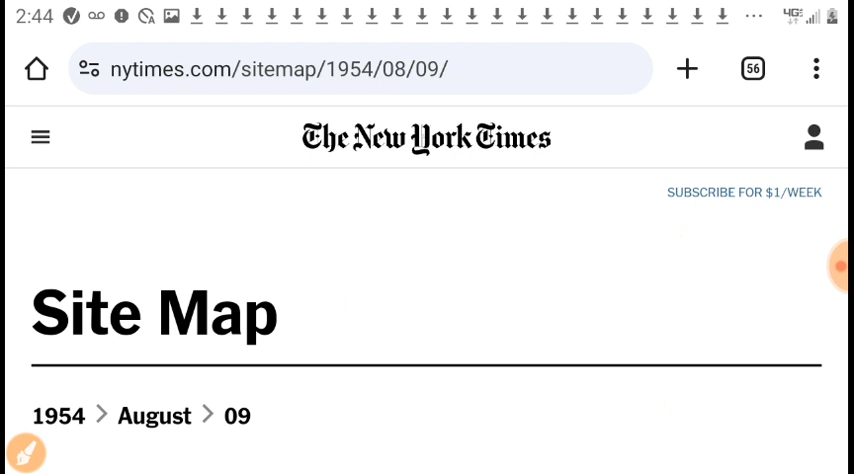 2:44 4GE
nytimes.com/sitemap/1954/08/09/
56
The New York Times
SUBSCRIBE FOR $1/WEEK
Site Map
1954 > August > 09